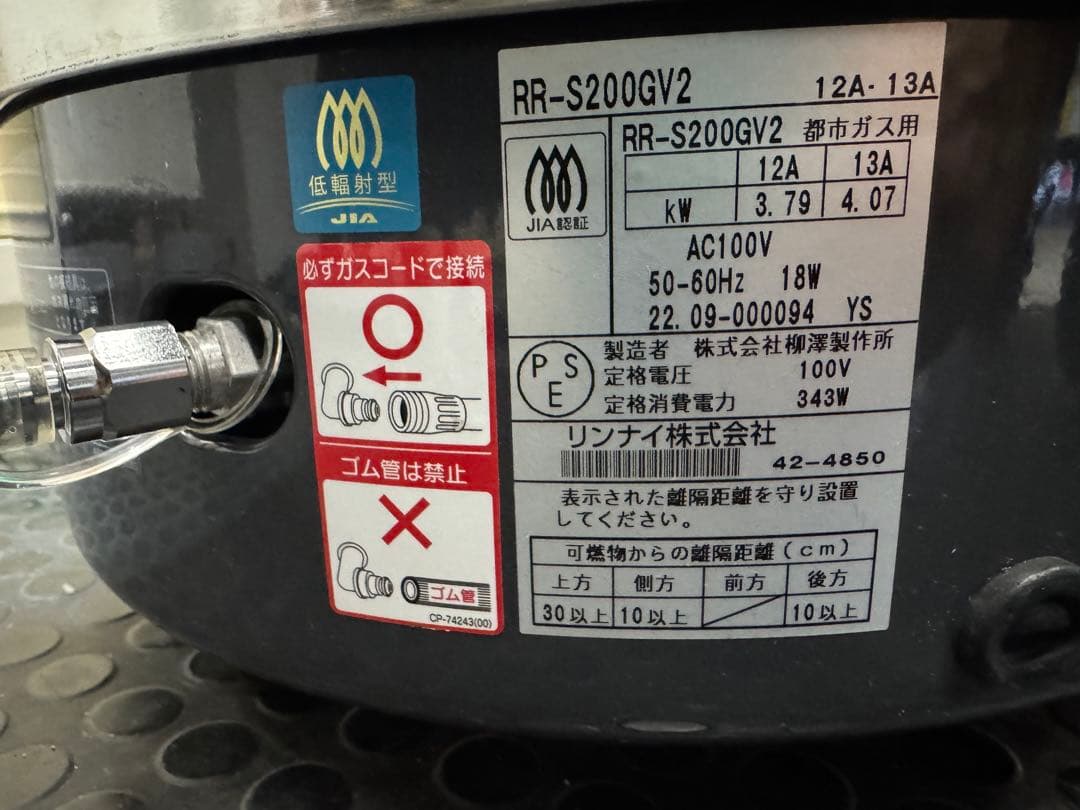 RR-S200GV2 12A-13A
RR-S200GV2 都市ガス用
12A 13A
kW 3.79 4.07
JIA認証
AC100V
50-60Hz 18W
22.09-000094 YS
PSE
製造者 株式会社柳澤製作所
定格電圧 100V
定格消費電力 343W
リンナイ株式会社
42-4850
表示された離隔距離を守り設置
してください。
可燃物からの離隔距離(cm)
上方 側方 前方 後方
30以上 10以上 10以上
低輻射型
JIA
必ずガスコードで接続
ゴム管は禁止
ゴム管
CP-74243(00)